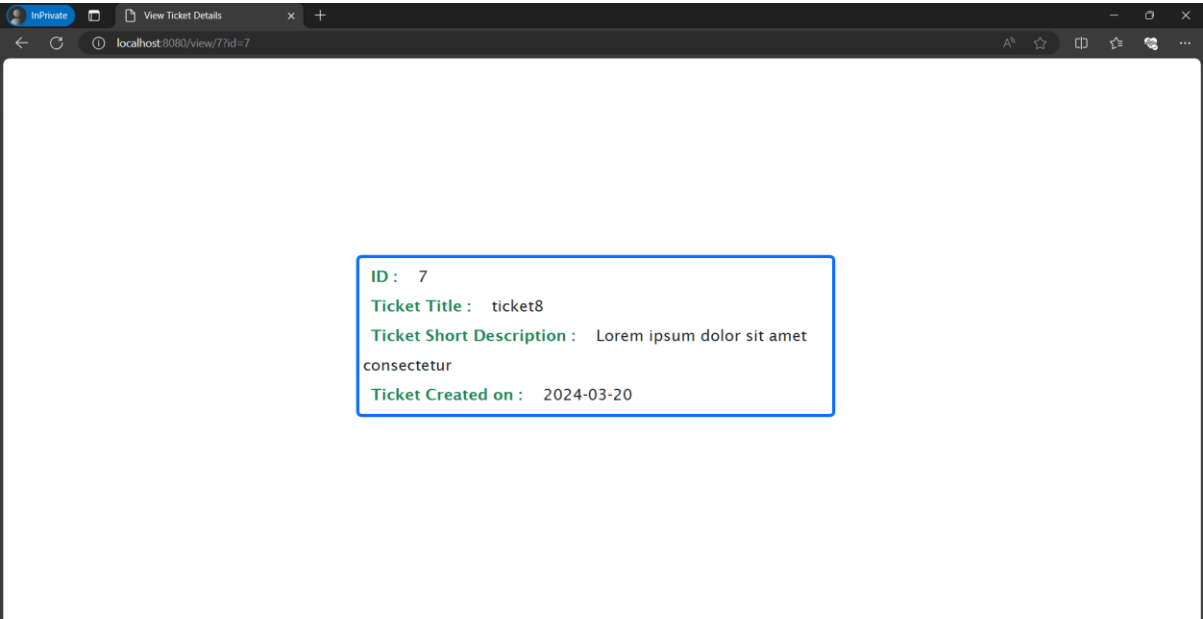 InPrivate
View Ticket Details
localhost:8080/view/7?id=7
ID : 7
Ticket Title : ticket8
Ticket Short Description : Lorem ipsum dolor sit amet
consectetur
Ticket Created on : 2024-03-20